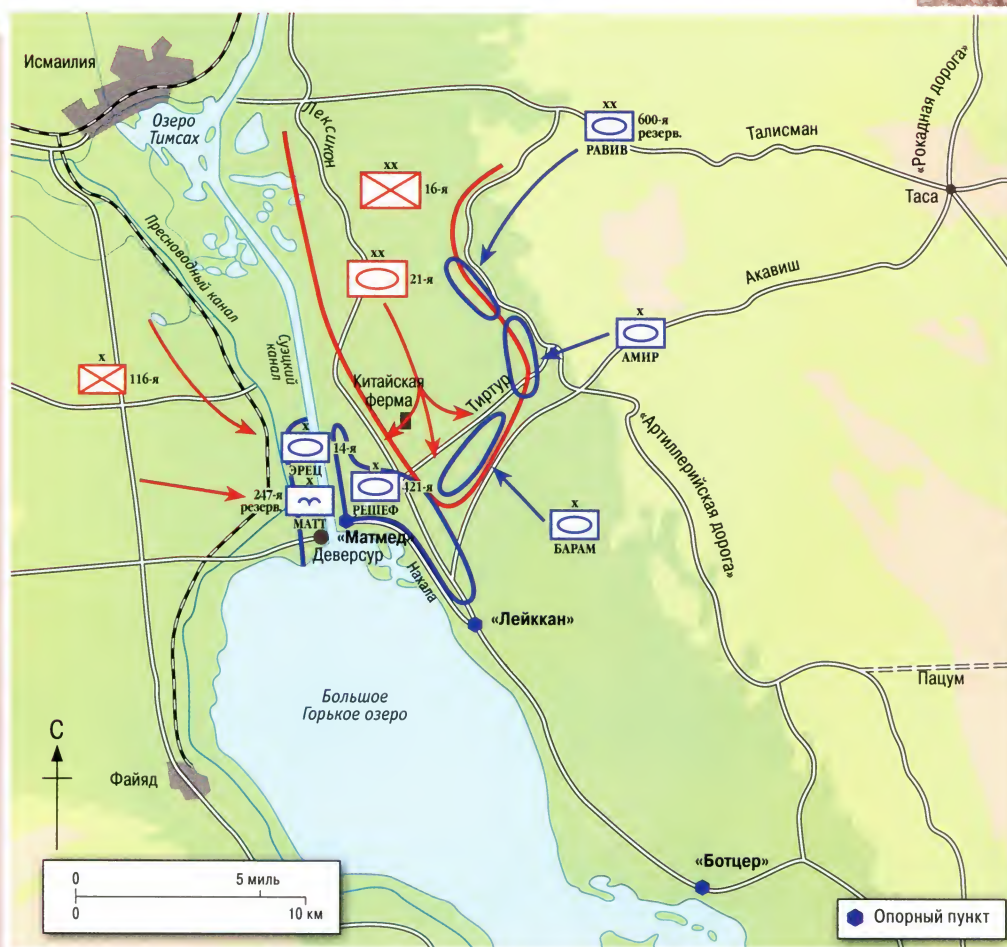 Исмаилия
Озеро
Тимсах
Лексикон
xx
16-я
xx
21-я
xx
600-я
резерв.
РАВИВ
Талисман
«Рокадная дорога»
Таса
Акавиш
Пресноводный канал
Суэцкий
канал
x
116-я
Китайская
ферма
Тиртур
x
АМИР
«Артиллерийская дорога»
x
14-я
ЭРЕЦ
x
247-я
резерв.
МАТТ
x
421-я
РЕШЕФ
x
БАРАМ
«Матмед»
Деверсур
Нахала
«Лейккан»
Большое
Горькое озеро
Пацум
С
Файяд
«Ботцер»
0
5 миль
0
10 км
Опорный пункт